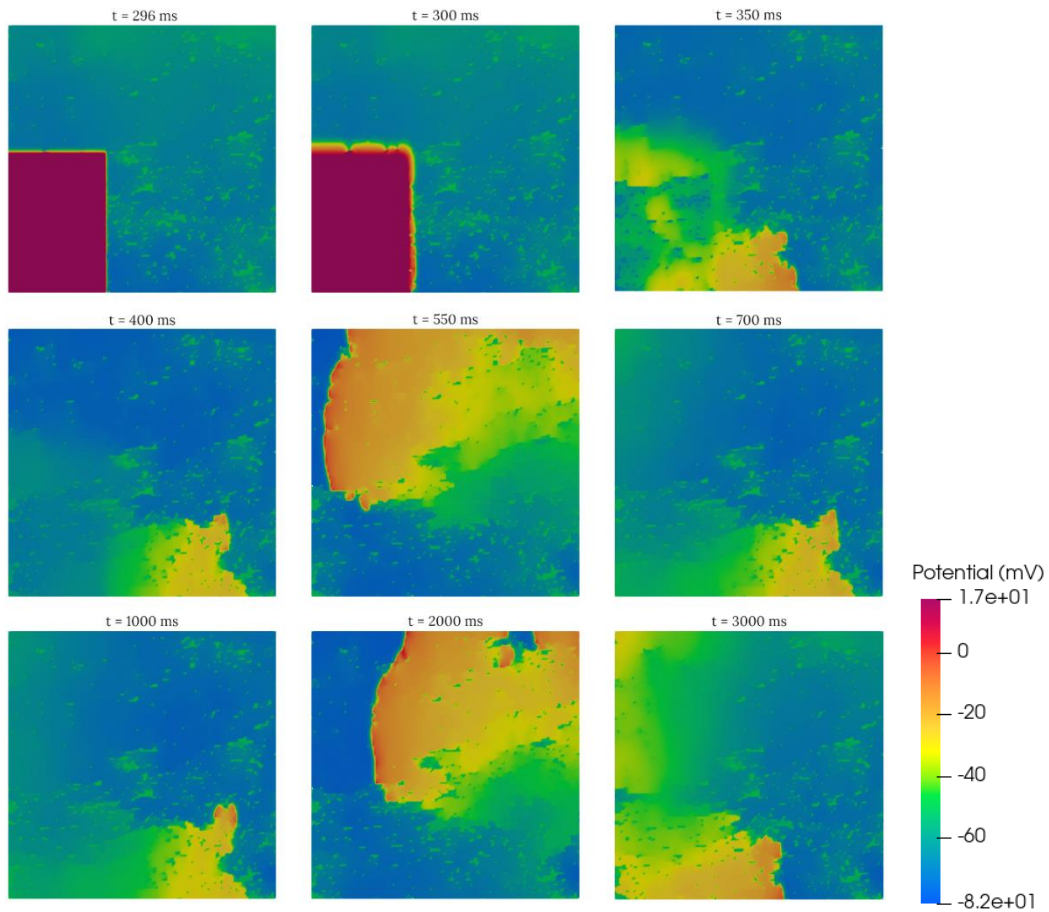 t = 296 ms
t = 300 ms
t = 350 ms
t = 400 ms
t = 550 ms
t = 700 ms
t = 1000 ms
t = 2000 ms
t = 3000 ms
Potential (mV)
1.7e+01
0
-20
-40
-60
-8.2e+01